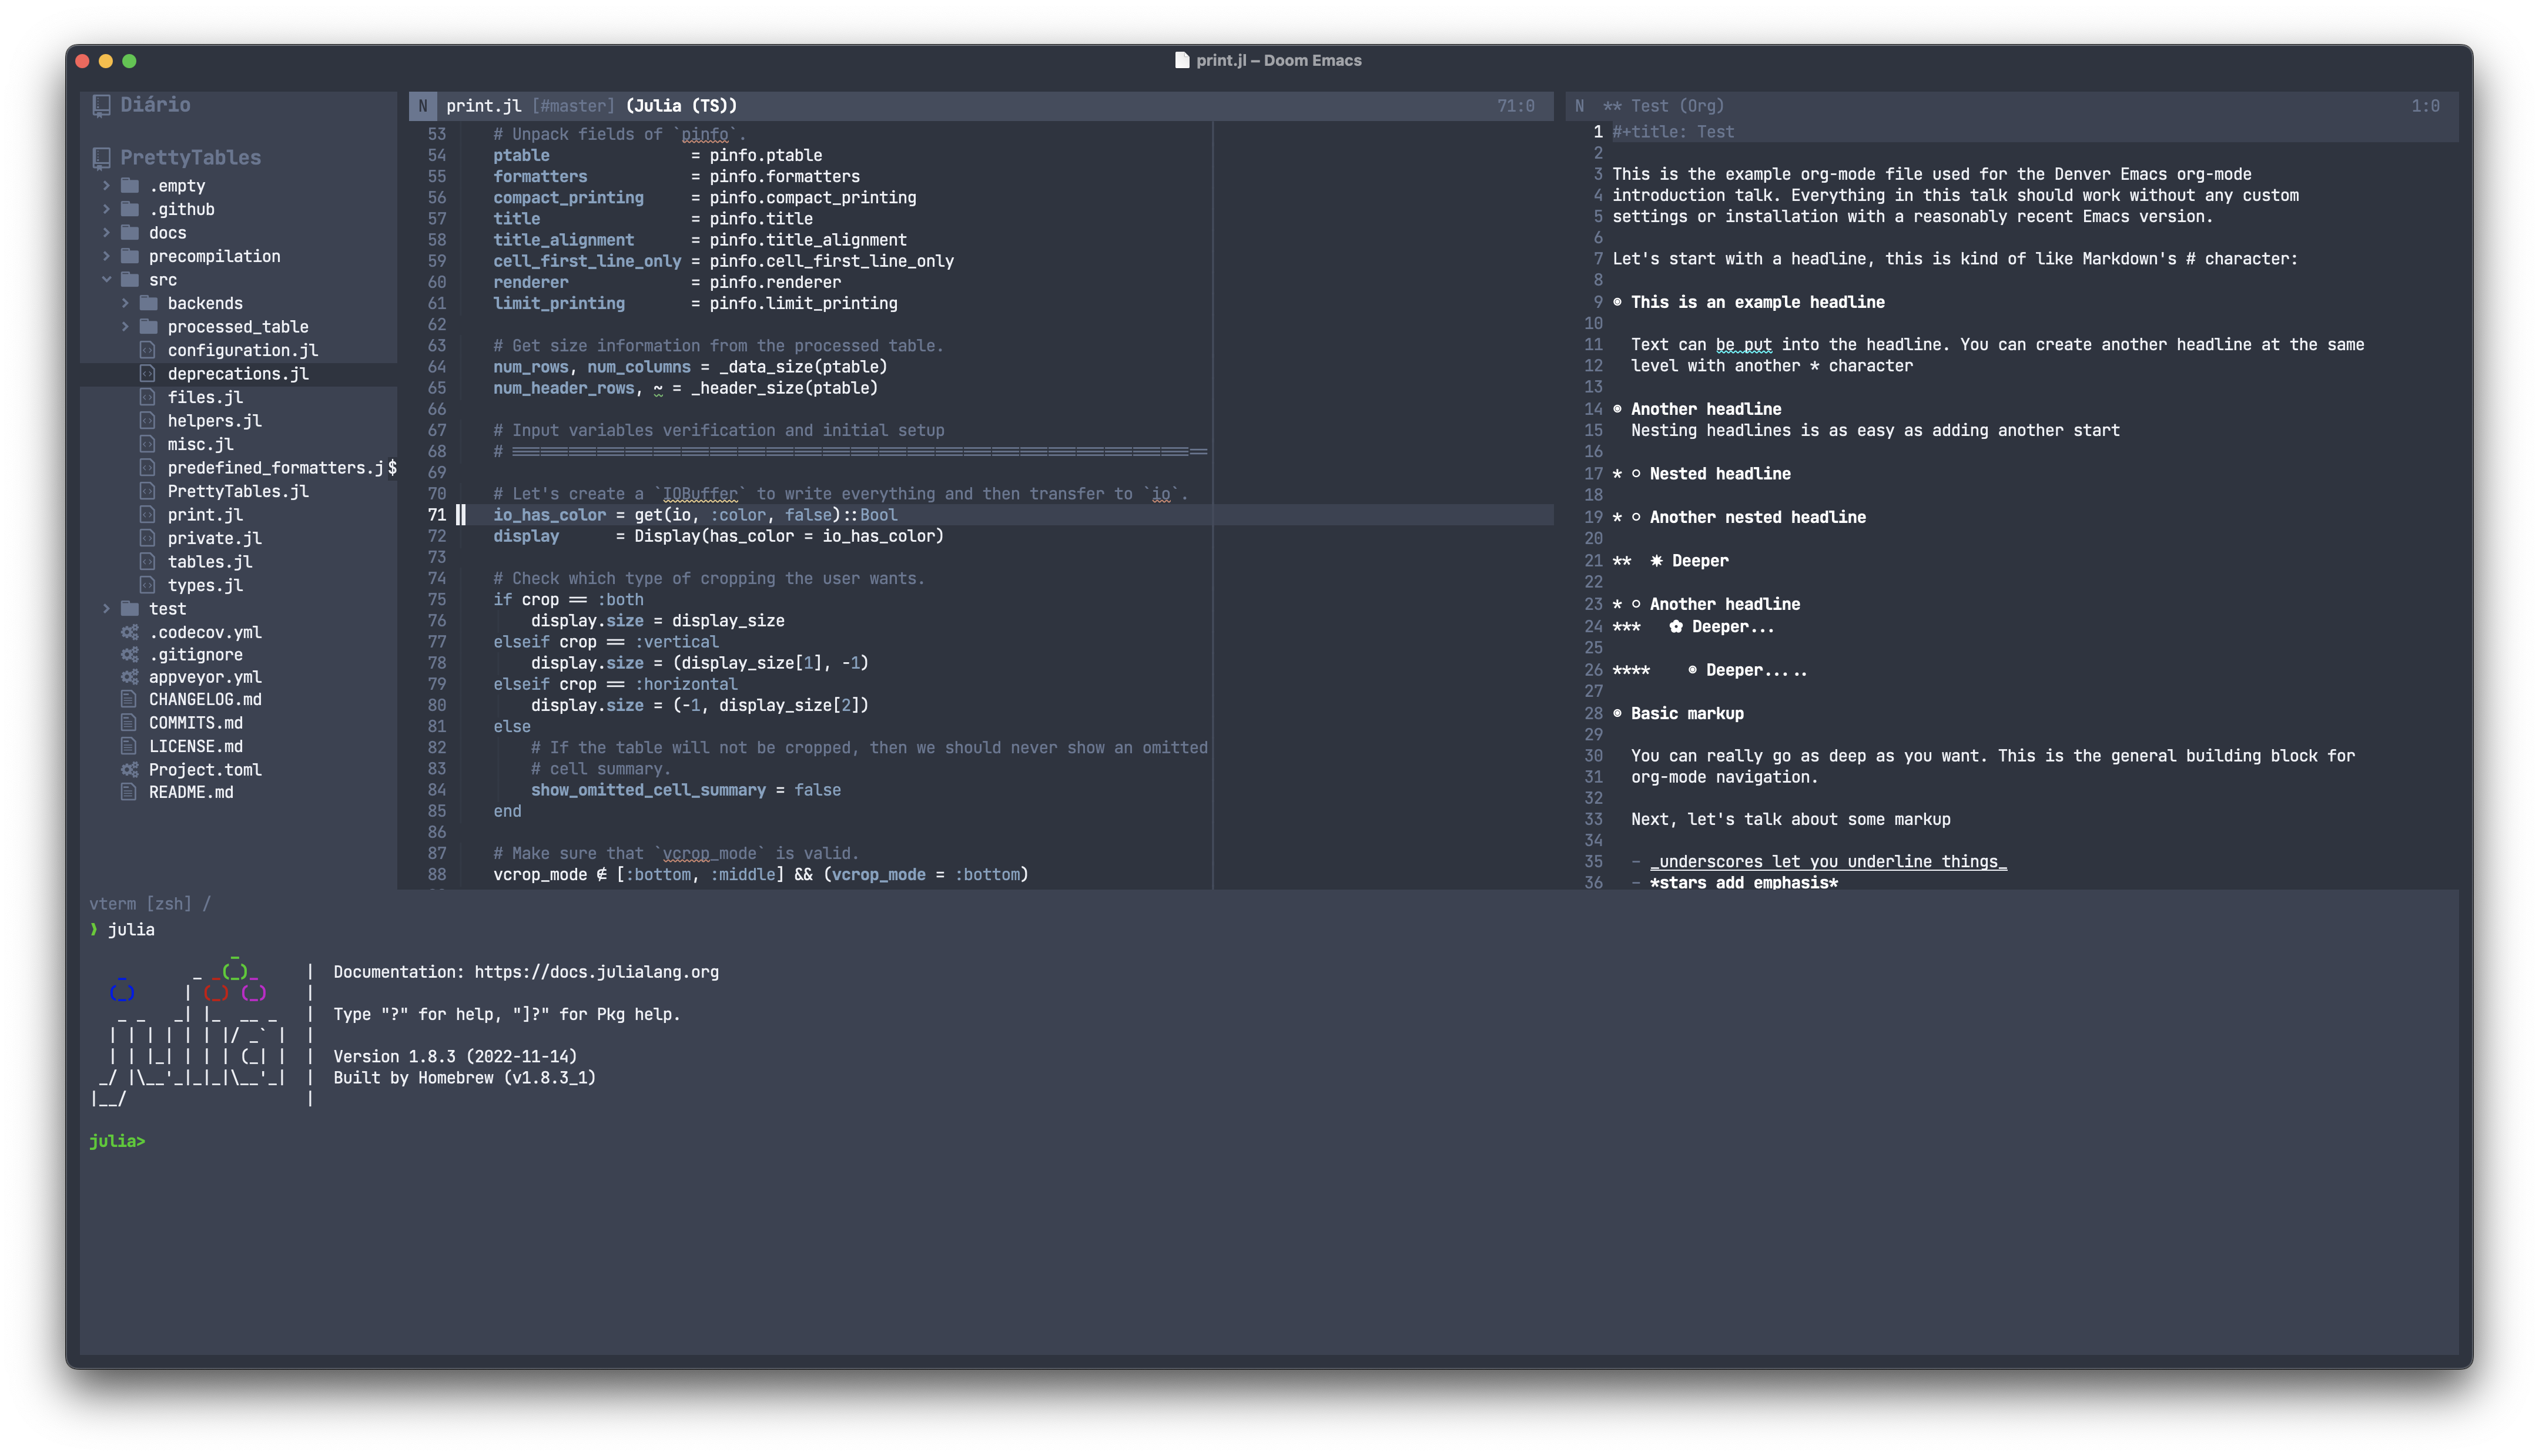 print.jl – Doom Emacs
Diário
PrettyTables
.empty
.github
docs
precompilation
src
backends
processed_table
configuration.jl
deprecations.jl
files.jl
helpers.jl
misc.jl
predefined_formatters.j$
PrettyTables.jl
print.jl
private.jl
tables.jl
types.jl
test
.codecov.yml
.gitignore
appveyor.yml
CHANGELOG.md
COMMITS.md
LICENSE.md
Project.toml
README.md
N print.jl [#master] (Julia (TS)) 71:0
53 # Unpack fields of `pinfo`.
54 ptable = pinfo.ptable
55 formatters = pinfo.formatters
56 compact_printing = pinfo.compact_printing
57 title = pinfo.title
58 title_alignment = pinfo.title_alignment
59 cell_first_line_only = pinfo.cell_first_line_only
60 renderer = pinfo.renderer
61 limit_printing = pinfo.limit_printing
62
63 # Get size information from the processed table.
64 num_rows, num_columns = _data_size(ptable)
65 num_header_rows, ~ = _header_size(ptable)
66
67 # Input variables verification and initial setup
68 # ==========================================================================
69
70 # Let's create a `IOBuffer` to write everything and then transfer to `io`.
71 io_has_color = get(io, :color, false)::Bool
72 display = Display(has_color = io_has_color)
73
74 # Check which type of cropping the user wants.
75 if crop == :both
76 display.size = display_size
77 elseif crop == :vertical
78 display.size = (display_size[1], -1)
79 elseif crop == :horizontal
80 display.size = (-1, display_size[2])
81 else
82 # If the table will not be cropped, then we should never show an omitted
83 # cell summary.
84 show_omitted_cell_summary = false
85 end
86
87 # Make sure that `vcrop_mode` is valid.
88 vcrop_mode ∉ [:bottom, :middle] && (vcrop_mode = :bottom)
N ** Test (Org) 1:0
1 #+title: Test
2
3 This is the example org-mode file used for the Denver Emacs org-mode
4 introduction talk. Everything in this talk should work without any custom
5 settings or installation with a reasonably recent Emacs version.
6
7 Let's start with a headline, this is kind of like Markdown's # character:
8
9 ◉ This is an example headline
10
11 Text can be put into the headline. You can create another headline at the same
12 level with another * character
13
14 ◉ Another headline
15 Nesting headlines is as easy as adding another start
16
17 * ○ Nested headline
18
19 * ○ Another nested headline
20
21 ** ✸ Deeper
22
23 * ○ Another headline
24 *** ✿ Deeper...
25
26 **** ◉ Deeper.....
27
28 ◉ Basic markup
29
30 You can really go as deep as you want. This is the general building block for
31 org-mode navigation.
32
33 Next, let's talk about some markup
34
35 - _underscores let you underline things_
36 - *stars add emphasis*
vterm [zsh] /
❯ julia
               _
   _       _ _(_)_     |  Documentation: https://docs.julialang.org
  (_)     | (_) (_)    |
   _ _   _| |_  __ _   |  Type "?" for help, "]?" for Pkg help.
  | | | | | | |/ _` |  |
  | | |_| | | | (_| |  |  Version 1.8.3 (2022-11-14)
 _/ |\__'_|_|_|\__'_|  |  Built by Homebrew (v1.8.3_1)
|__/                   |
julia>